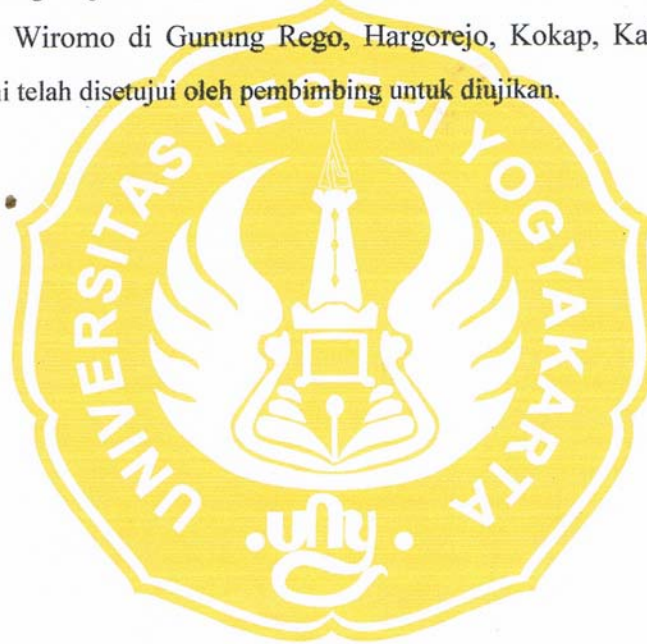 Wiromo di Gunung Rego, Hargorejo, Kokap, Ka
i telah disetujui oleh pembimbing untuk diujikan.
UNIVERSITAS NEGERI YOGYAKARTA
uny